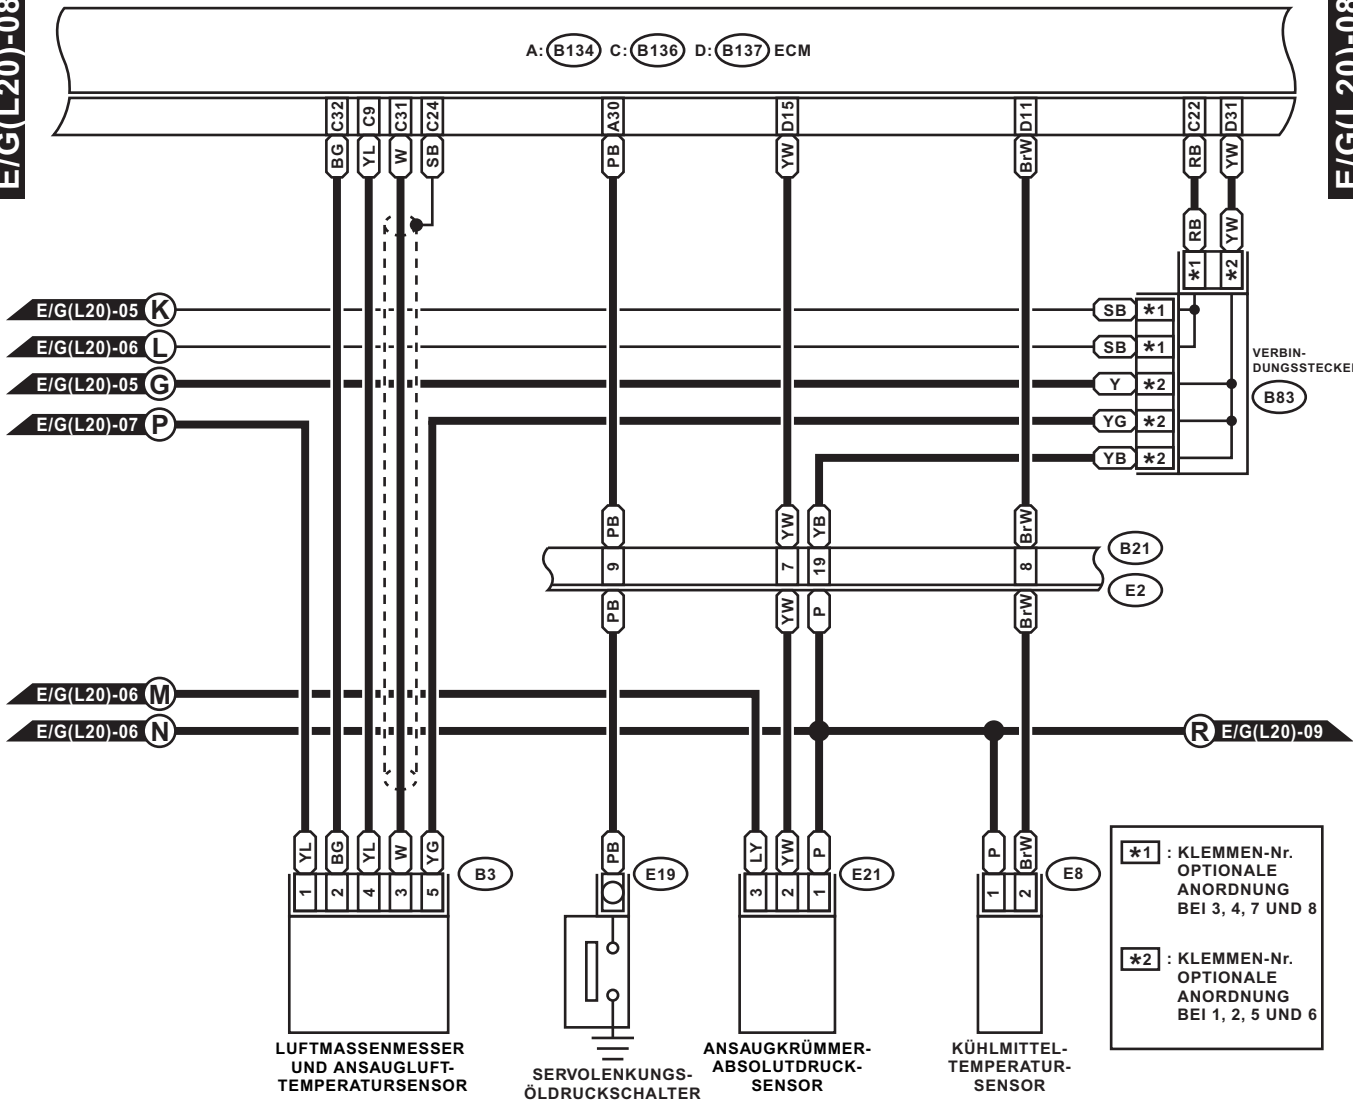 E/G(L20)-08
E/G(L20)-08
A: B134 C: B136 D: B137 ECM
C32 C9 C31 C24 A30 D15 D11 C22 D31
BG YL W SB PB YW BrW RB YW
RB YW
*1 *2
E/G(L20)-05 K SB *1
E/G(L20)-06 L SB *1
E/G(L20)-05 G Y *2
E/G(L20)-07 P YG *2
YB *2
VERBIN-
DUNGSSTECKER
B83
PB YW YB BrW
9 7 19 8
B21
E2
PB YW P BrW
E/G(L20)-06 M
E/G(L20)-06 N
R E/G(L20)-09
YL BG YL W YG PB LY YW P P BrW
1 2 4 3 5 B3 E19 3 2 1 E21 1 2 E8
*1 : KLEMMEN-Nr.
OPTIONALE
ANORDNUNG
BEI 3, 4, 7 UND 8
*2 : KLEMMEN-Nr.
OPTIONALE
ANORDNUNG
BEI 1, 2, 5 UND 6
LUFTMASSENMESSER
UND ANSAUGLUFT-
TEMPERATURSENSOR
SERVOLENKUNGS-
ÖLDRUCKSCHALTER
ANSAUGKRÜMMER-
ABSOLUTDRUCK-
SENSOR
KÜHLMITTEL-
TEMPERATUR-
SENSOR